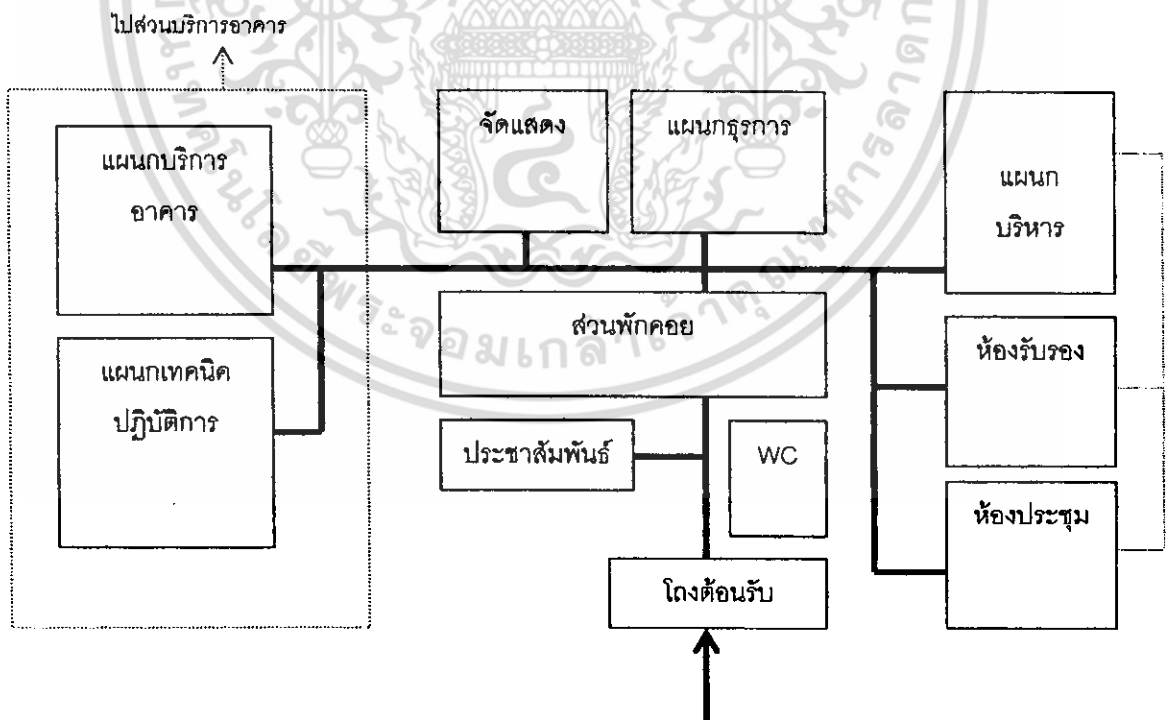 ไปส่วนบริการอาคาร
จัดแสดง
แผนกธุรการ
แผนกบริการ
อาคาร
แผนก
บริหาร
ส่วนพักคอย
ห้องรับรอง
แผนกเทคนิค
ปฏิบัติการ
ประชาสัมพันธ์
WC
ห้องประชุม
โถงต้อนรับ